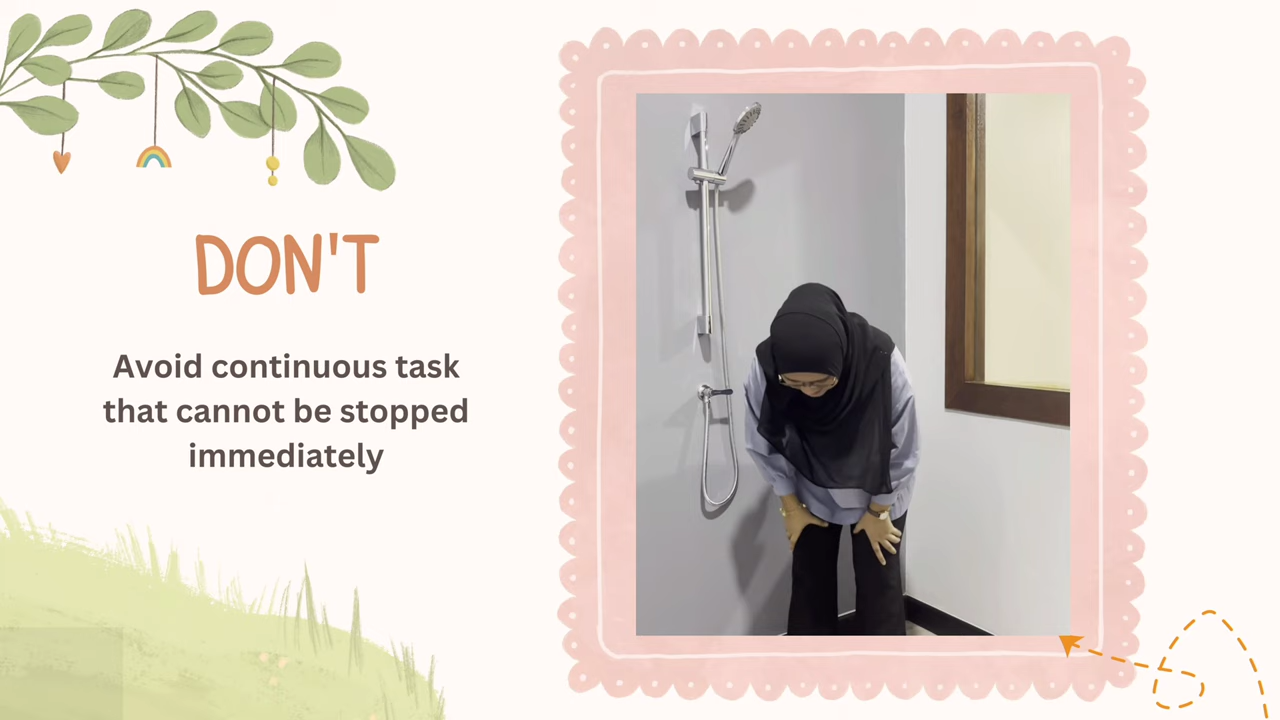 DON'T
Avoid continuous task
that cannot be stopped
immediately